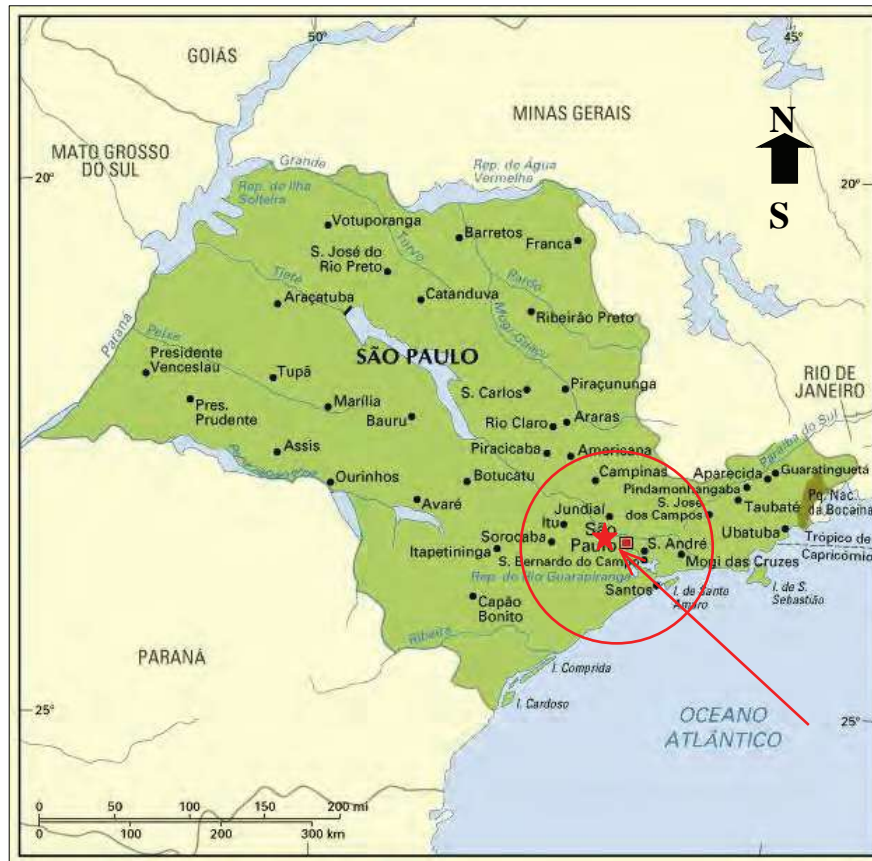 50°
45°
GOIÁS
MINAS GERAIS
N
S
MATO GROSSO
DO SUL
20°
20°
Grande
Rep. de Água
Vermelha
Rep. de Ilha
Solteira
Votuporanga
Barretos
Franca
Turvo
S. José do
Rio Preto
Tietê
Pardo
Araçatuba
Catanduva
Mogi-Guaçu
Ribeirão Preto
Paraná
Peixe
SÃO PAULO
Presidente
Venceslau
Tupã
S. Carlos
Piraçununga
RIO DE
JANEIRO
Pres.
Prudente
Marília
Bauru
Rio Claro
Araras
Paraíba do Sul
Assis
Piracicaba
Americana
Ourinhos
Botucatu
Campinas
Aparecida
Guaratinguetá
Pindamonhangaba
Avaré
Jundiaí
S. José
dos Campos
Taubaté
Pq. Nac.
da Bocaina
Itu
São
Paulo
Ubatuba
Sorocaba
S. André
Trópico de
Capricórnio
Itapetininga
S. Bernardo do Campo
Mogi das Cruzes
Rep. do Rio Guarapiranga
Santos
I. de Santo
Amaro
I. de S.
Sebastião
Capão
Bonito
Ribeira
PARANÁ
I. Comprida
I. Cardoso
25°
25°
OCEANO
ATLÂNTICO
0 50 100 150 200 mi
0 100 200 300 km